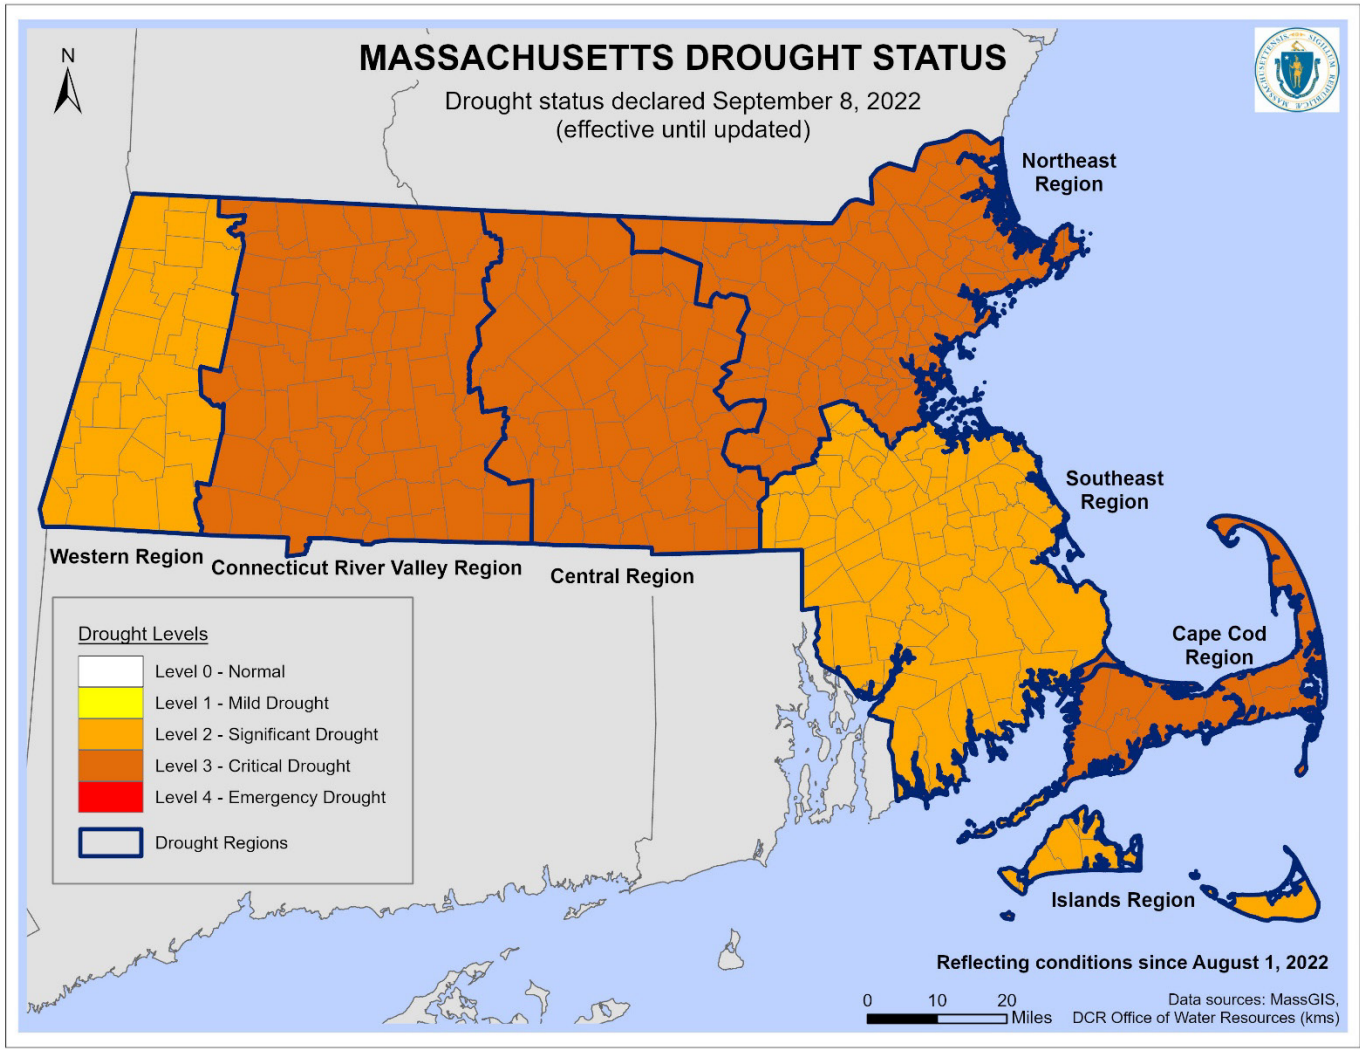 N
MASSACHUSETTS DROUGHT STATUS
Drought status declared September 8, 2022
(effective until updated)
Northeast
Region
Southeast
Region
Western Region
Connecticut River Valley Region
Central Region
Cape Cod
Region
Drought Levels
Level 0 - Normal
Level 1 - Mild Drought
Level 2 - Significant Drought
Level 3 - Critical Drought
Level 4 - Emergency Drought
Drought Regions
Islands Region
Reflecting conditions since August 1, 2022
0 10 20
Miles
Data sources: MassGIS,
DCR Office of Water Resources (kms)